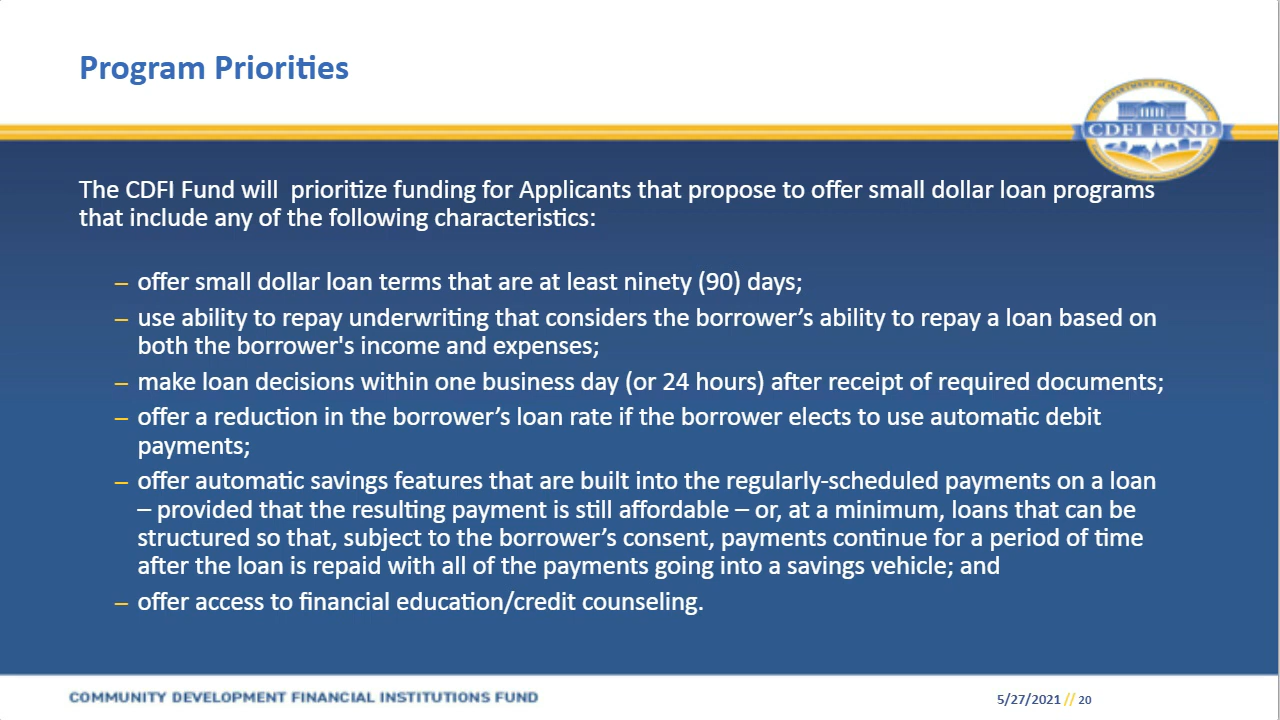 Program Priorities
U.S. DEPARTMENT of the TREASURY
CDFI FUND
The CDFI Fund will  prioritize funding for Applicants that propose to offer small dollar loan programs
that include any of the following characteristics:
– offer small dollar loan terms that are at least ninety (90) days;
– use ability to repay underwriting that considers the borrower’s ability to repay a loan based on
both the borrower's income and expenses;
– make loan decisions within one business day (or 24 hours) after receipt of required documents;
– offer a reduction in the borrower’s loan rate if the borrower elects to use automatic debit
payments;
– offer automatic savings features that are built into the regularly-scheduled payments on a loan
– provided that the resulting payment is still affordable – or, at a minimum, loans that can be
structured so that, subject to the borrower’s consent, payments continue for a period of time
after the loan is repaid with all of the payments going into a savings vehicle; and
– offer access to financial education/credit counseling.
COMMUNITY DEVELOPMENT FINANCIAL INSTITUTIONS FUND
5/27/2021 // 20